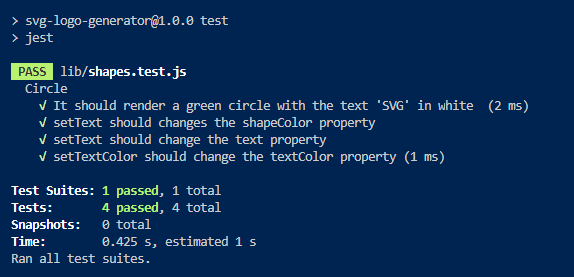 > svg-logo-generator@1.0.0 test
> jest
PASS lib/shapes.test.js
Circle
√ It should render a green circle with the text 'SVG' in white (2 ms)
√ setText should changes the shapeColor property
√ setText should change the text property
√ setTextColor should change the textColor property (1 ms)
Test Suites: 1 passed, 1 total
Tests: 4 passed, 4 total
Snapshots: 0 total
Time: 0.425 s, estimated 1 s
Ran all test suites.